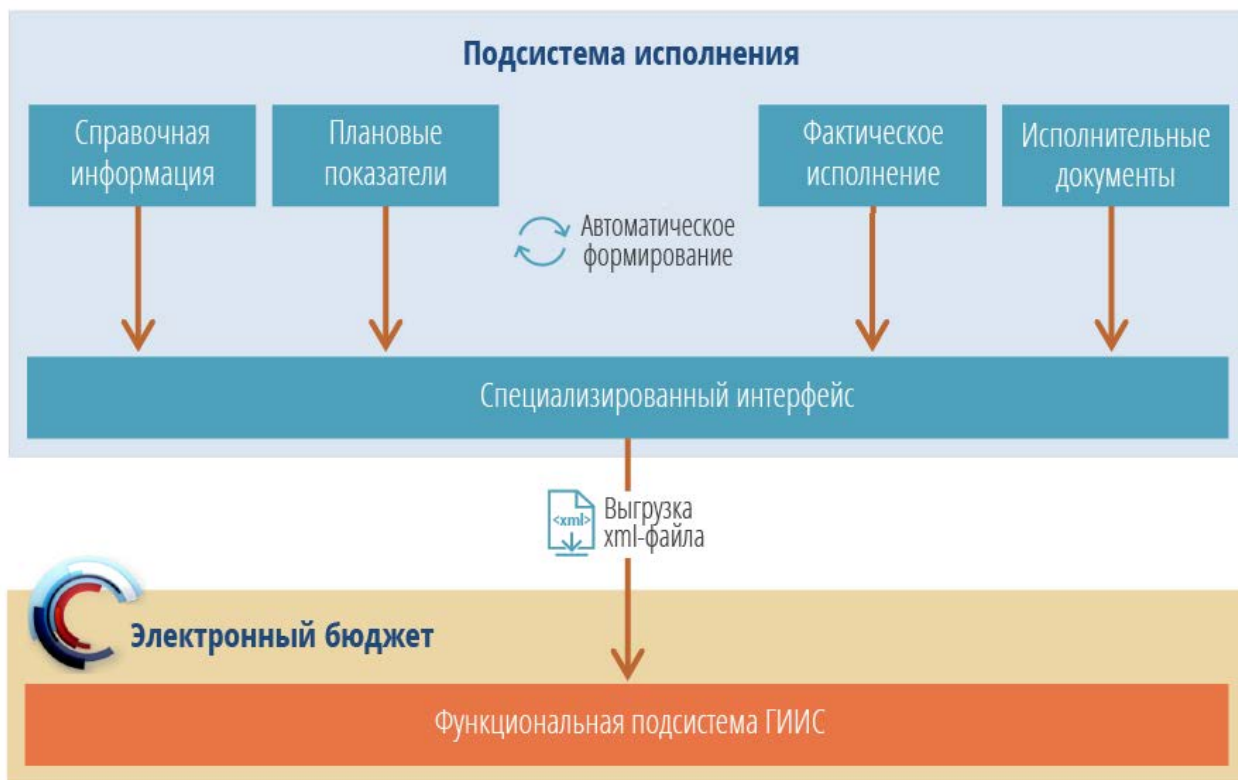 Подсистема исполнения
Справочная
информация
Плановые
показатели
Фактическое
исполнение
Исполнительные
документы
Автоматическое
формирование
Специализированный интерфейс
<xml>
Выгрузка
xml-файла
Электронный бюджет
Функциональная подсистема ГИИС